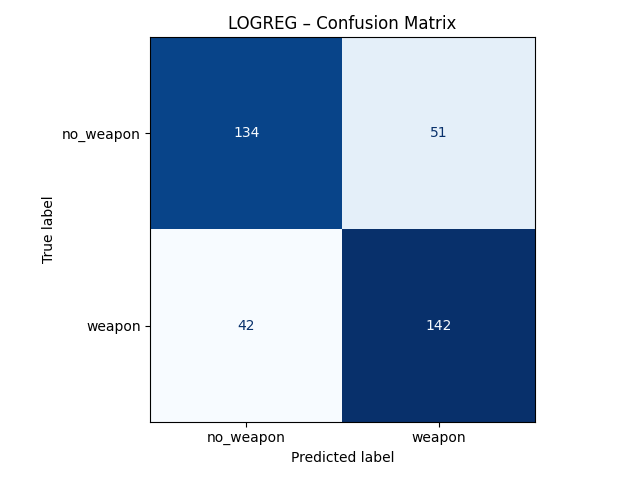 LOGREG – Confusion Matrix
True label
no_weapon
134
51
weapon
42
142
no_weapon
weapon
Predicted label